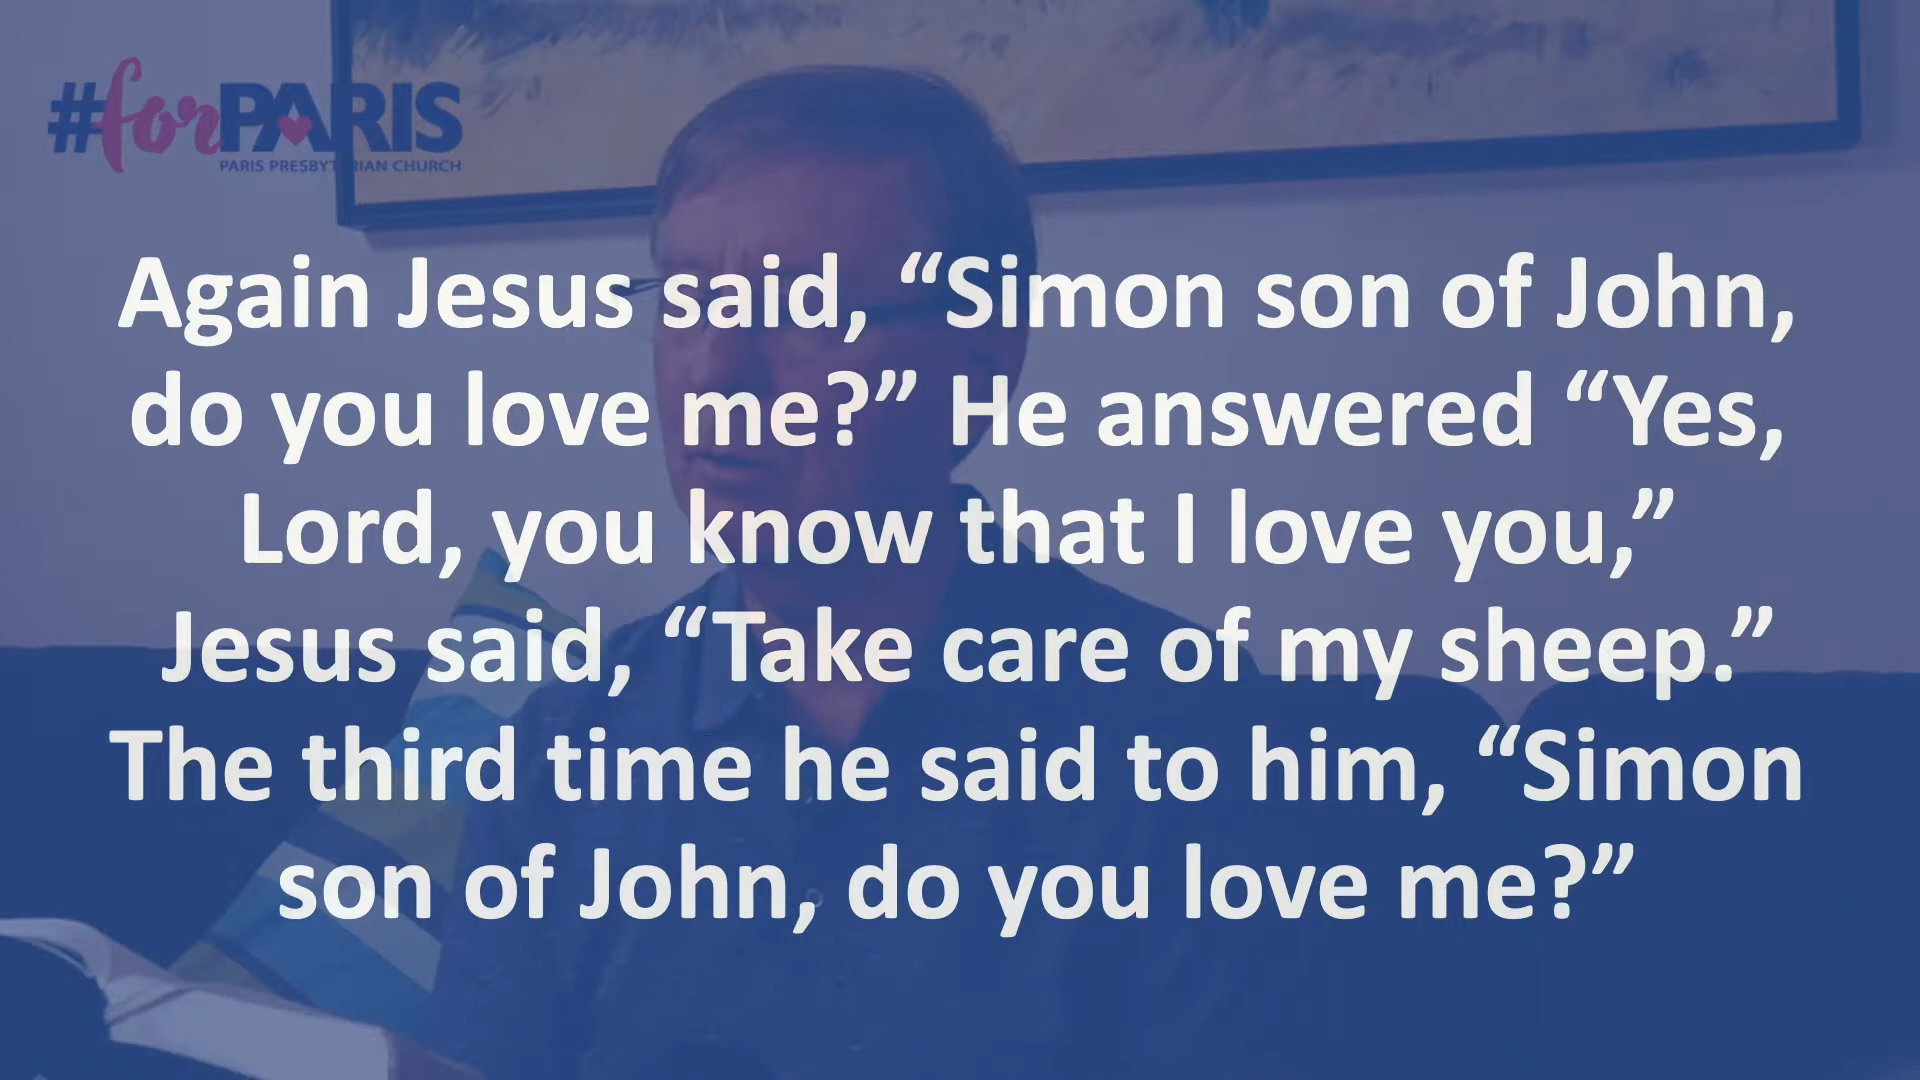 #forPARIS
PARIS PRESBYTERIAN CHURCH
Again Jesus said, “Simon son of John,
do you love me?” He answered “Yes,
Lord, you know that I love you,”
Jesus said, “Take care of my sheep.”
The third time he said to him, “Simon
son of John, do you love me?”